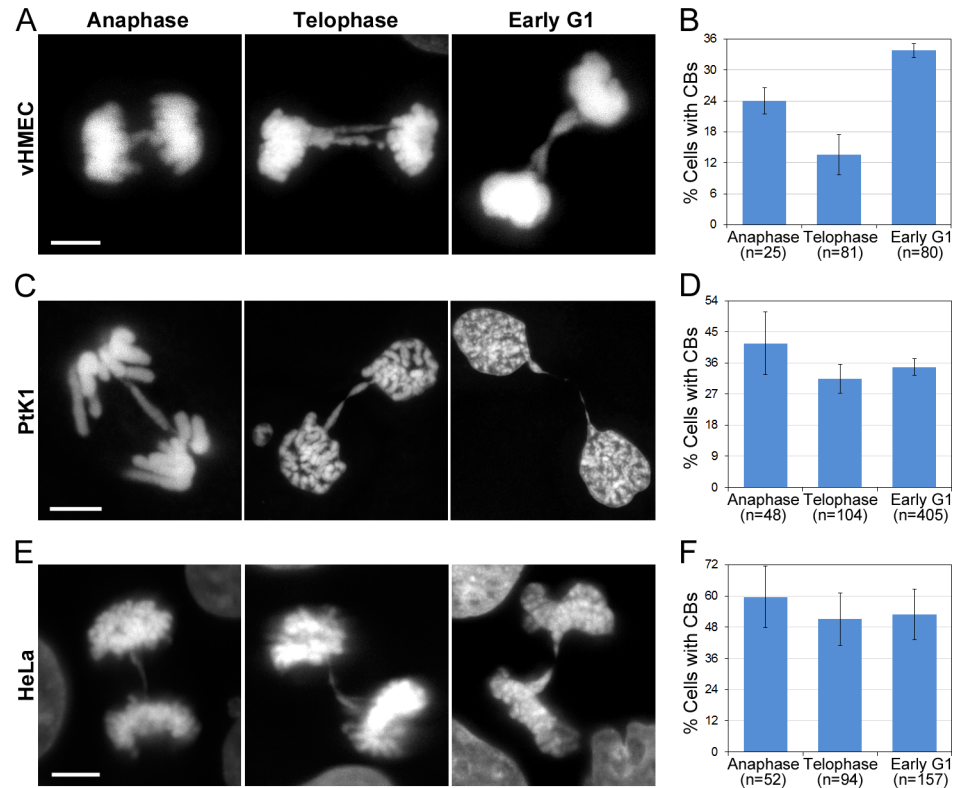 A
Anaphase
Telophase
Early G1
vHMEC
B
% Cells with CBs
36
30
24
18
12
6
0
Anaphase
(n=25)
Telophase
(n=81)
Early G1
(n=80)
C
PtK1
D
% Cells with CBs
54
45
36
27
18
9
0
Anaphase
(n=48)
Telophase
(n=104)
Early G1
(n=405)
E
HeLa
F
% Cells with CBs
72
60
48
36
24
12
0
Anaphase
(n=52)
Telophase
(n=94)
Early G1
(n=157)